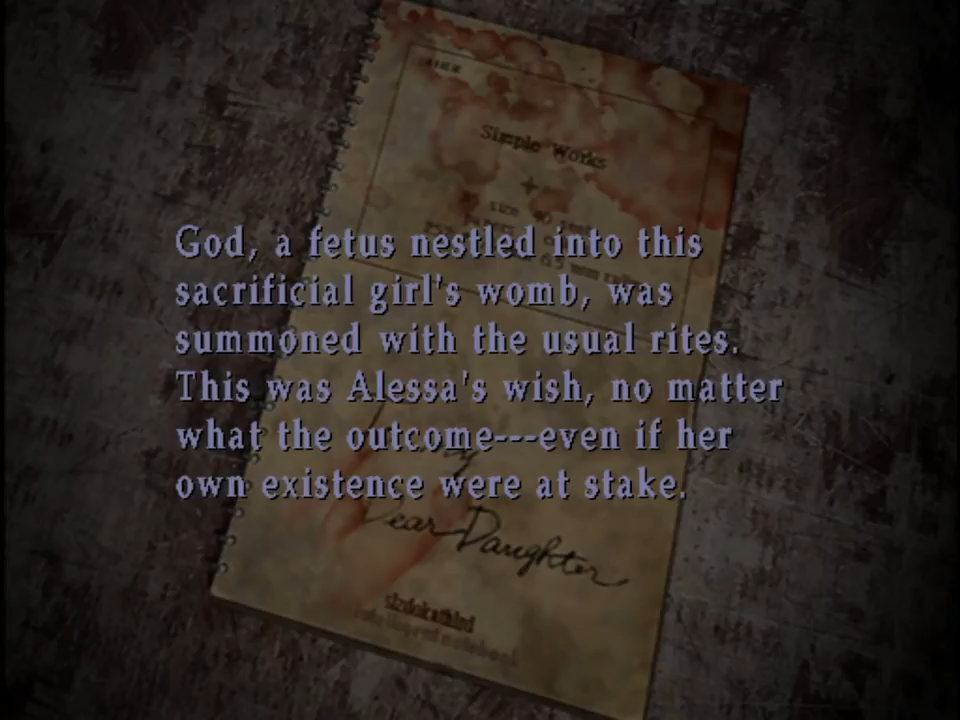 Simple Works
God, a fetus nestled into this
sacrificial girl's womb, was
summoned with the usual rites.
This was Alessa's wish, no matter
what the outcome---even if her
own existence were at stake.
Dear Daughter